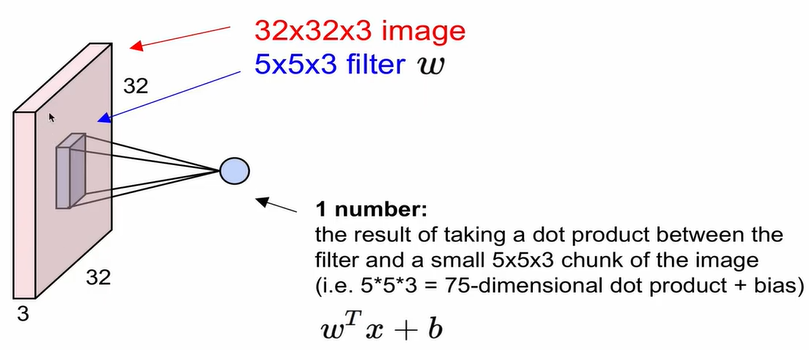 32x32x3 image
5x5x3 filter w
32
1 number:
the result of taking a dot product between the
filter and a small 5x5x3 chunk of the image
(i.e. 5*5*3 = 75-dimensional dot product + bias)
32
3
w^T x + b